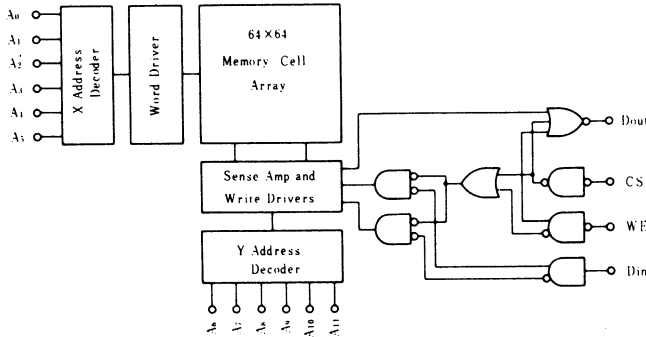 A0
A1
A2
A3
A4
A5
X Address
Decoder
Word Driver
64×64
Memory Cell
Array
Sense Amp and
Write Drivers
Y Address
Decoder
A6
A7
A8
A9
A10
A11
Dout
CS
WE
Din